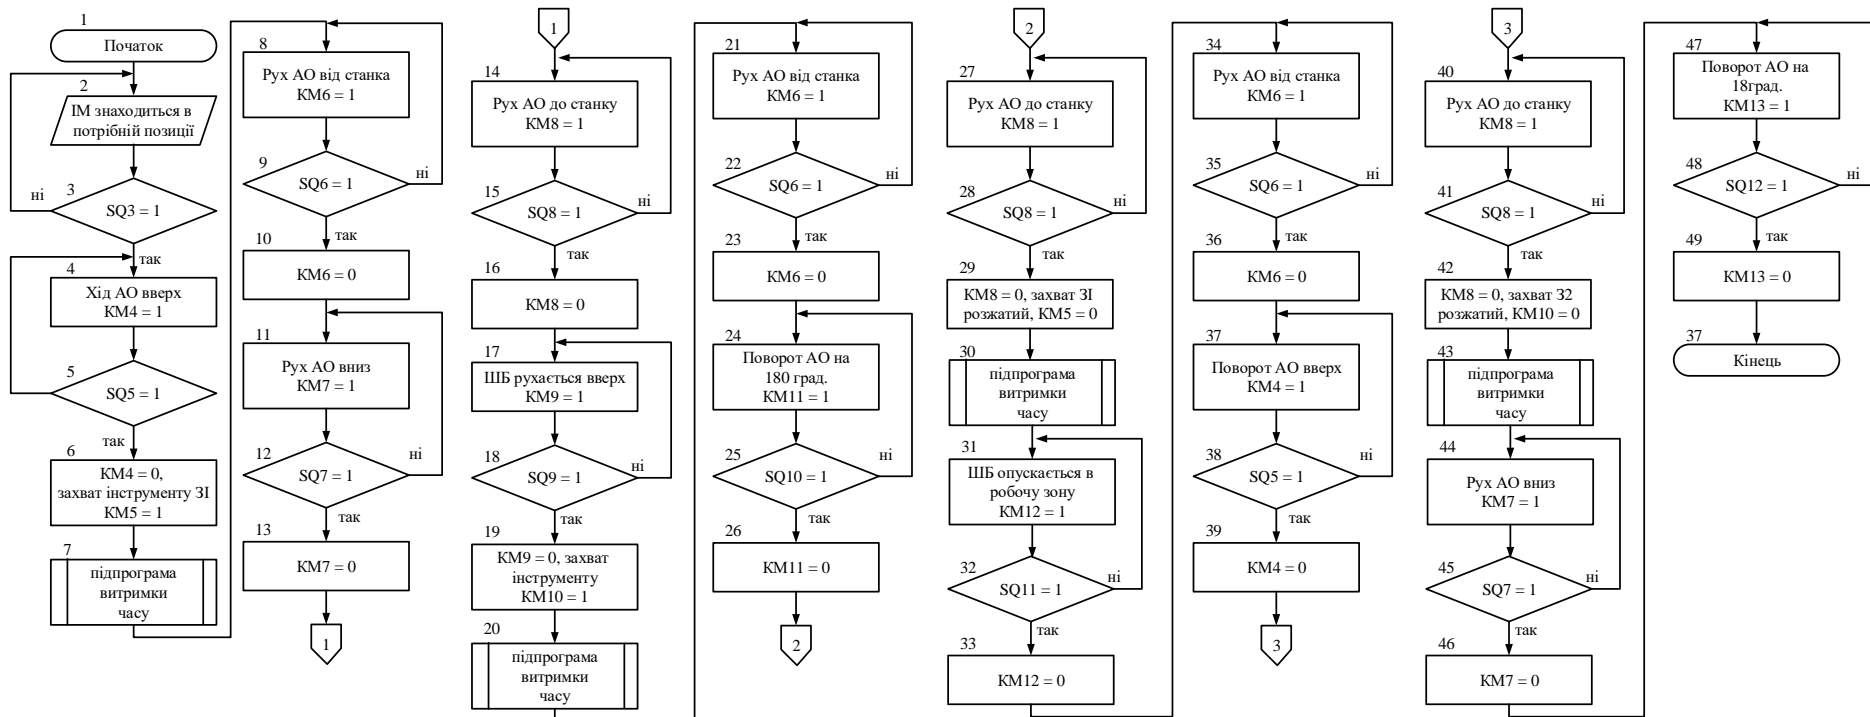 1
Початок
2
ІМ знаходиться в
потрібній позиції
3
SQ3 = 1
ні
так
4
Хід АО вверх
КМ4 = 1
5
SQ5 = 1
так
6
КМ4 = 0,
захват інструменту ЗІ
КМ5 = 1
7
підпрограма
витримки
часу
8
Рух АО від станка
КМ6 = 1
9
SQ6 = 1
ні
так
10
КМ6 = 0
11
Рух АО вниз
КМ7 = 1
12
SQ7 = 1
ні
так
13
КМ7 = 0
1
1
14
Рух АО до станку
КМ8 = 1
15
SQ8 = 1
ні
так
16
КМ8 = 0
17
ШБ рухається вверх
КМ9 = 1
18
SQ9 = 1
ні
так
19
КМ9 = 0, захват
інструменту
КМ10 = 1
20
підпрограма
витримки
часу
21
Рух АО від станка
КМ6 = 1
22
SQ6 = 1
ні
так
23
КМ6 = 0
24
Поворот АО на
180 град.
КМ11 = 1
25
SQ10 = 1
ні
так
26
КМ11 = 0
2
2
27
Рух АО до станку
КМ8 = 1
28
SQ8 = 1
ні
так
29
КМ8 = 0, захват ЗІ
розжатий, КМ5 = 0
30
підпрограма
витримки
часу
31
ШБ опускається в
робочу зону
КМ12 = 1
32
SQ11 = 1
ні
так
33
КМ12 = 0
34
Рух АО від станка
КМ6 = 1
35
SQ6 = 1
ні
так
36
КМ6 = 0
37
Поворот АО вверх
КМ4 = 1
38
SQ5 = 1
ні
так
39
КМ4 = 0
3
3
40
Рух АО до станку
КМ8 = 1
41
SQ8 = 1
ні
так
42
КМ8 = 0, захват З2
розжатий, КМ10 = 0
43
підпрограма
витримки
часу
44
Рух АО вниз
КМ7 = 1
45
SQ7 = 1
ні
так
46
КМ7 = 0
47
Поворот АО на
18град.
КМ13 = 1
48
SQ12 = 1
ні
так
49
КМ13 = 0
37
Кінець